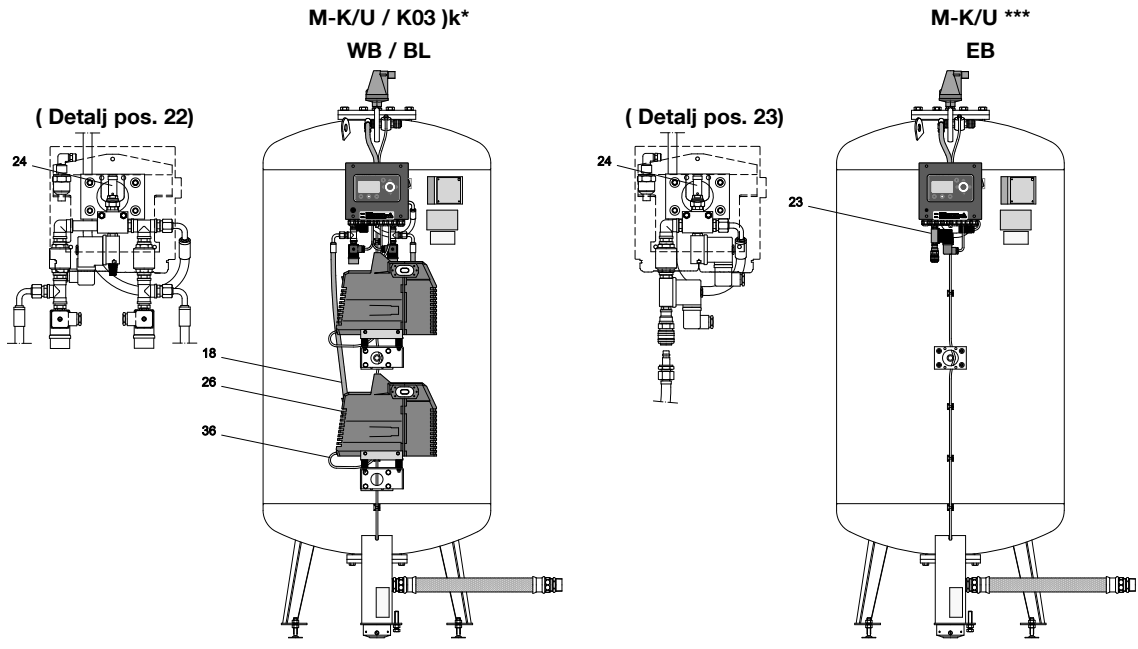 M-K/U / K03 )k*
WB / BL
M-K/U ***
EB
( Detalj pos. 22)
24
18
26
36
( Detalj pos. 23)
24
23